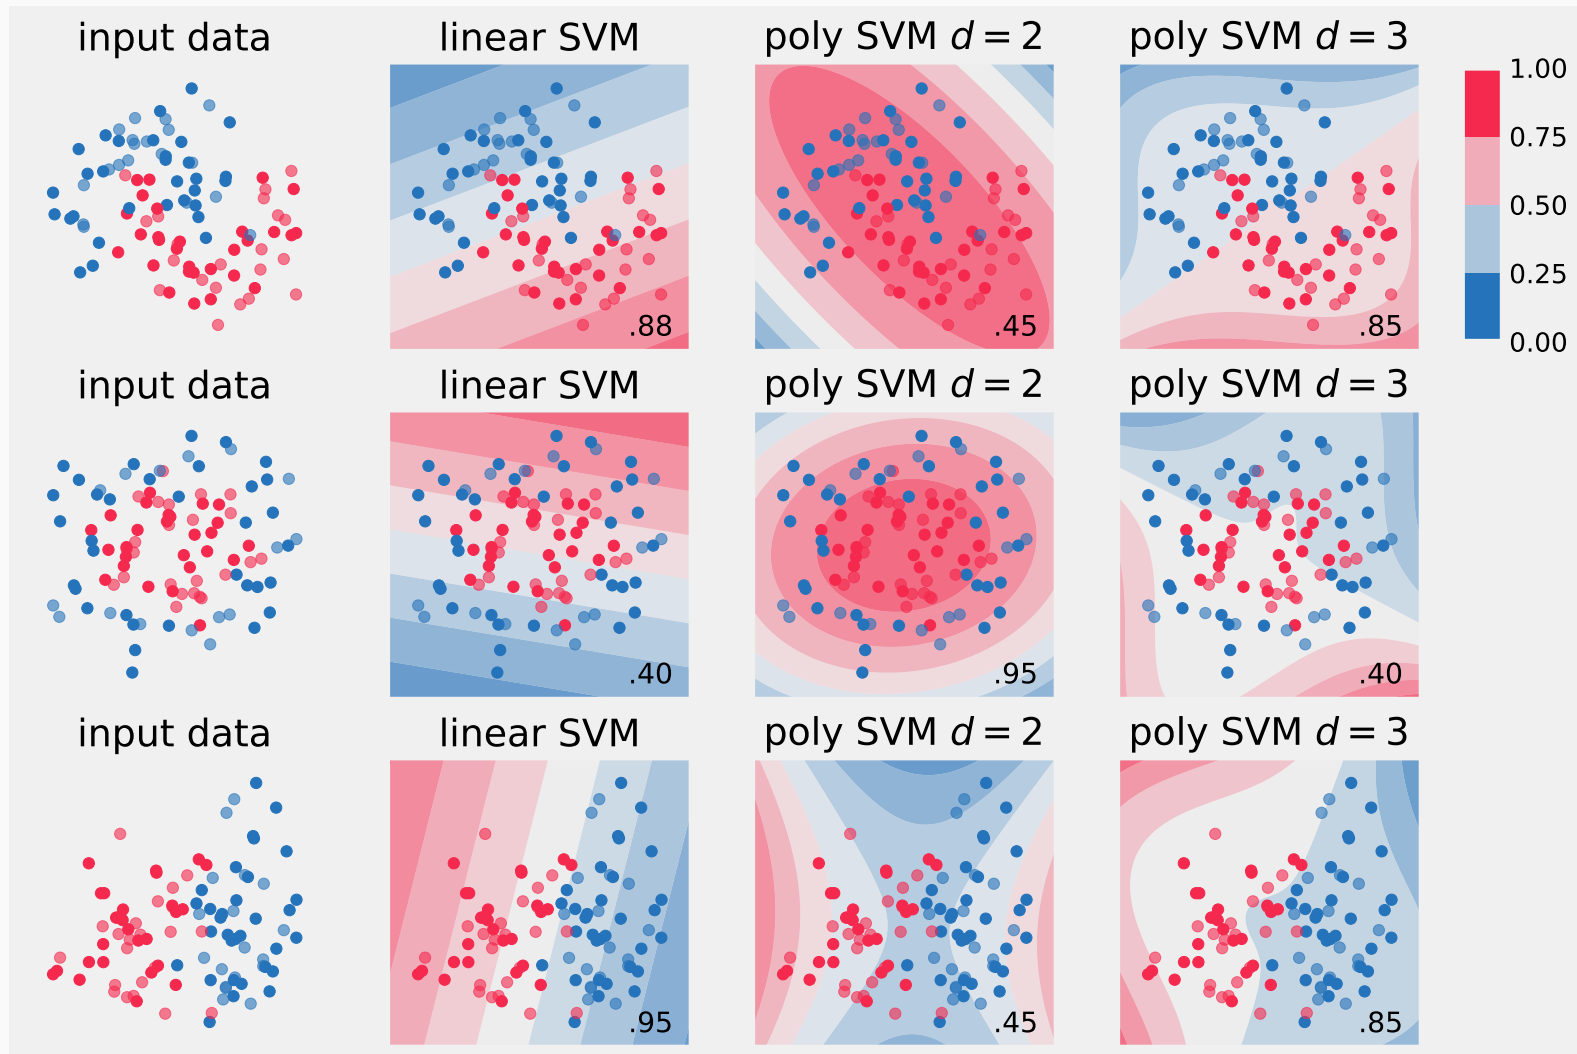 input data linear SVM poly SVM d = 2 poly SVM d = 3
1.00
0.75
0.50
0.25
0.00
.88 .45 .85
input data linear SVM poly SVM d = 2 poly SVM d = 3
.40 .95 .40
input data linear SVM poly SVM d = 2 poly SVM d = 3
.95 .45 .85